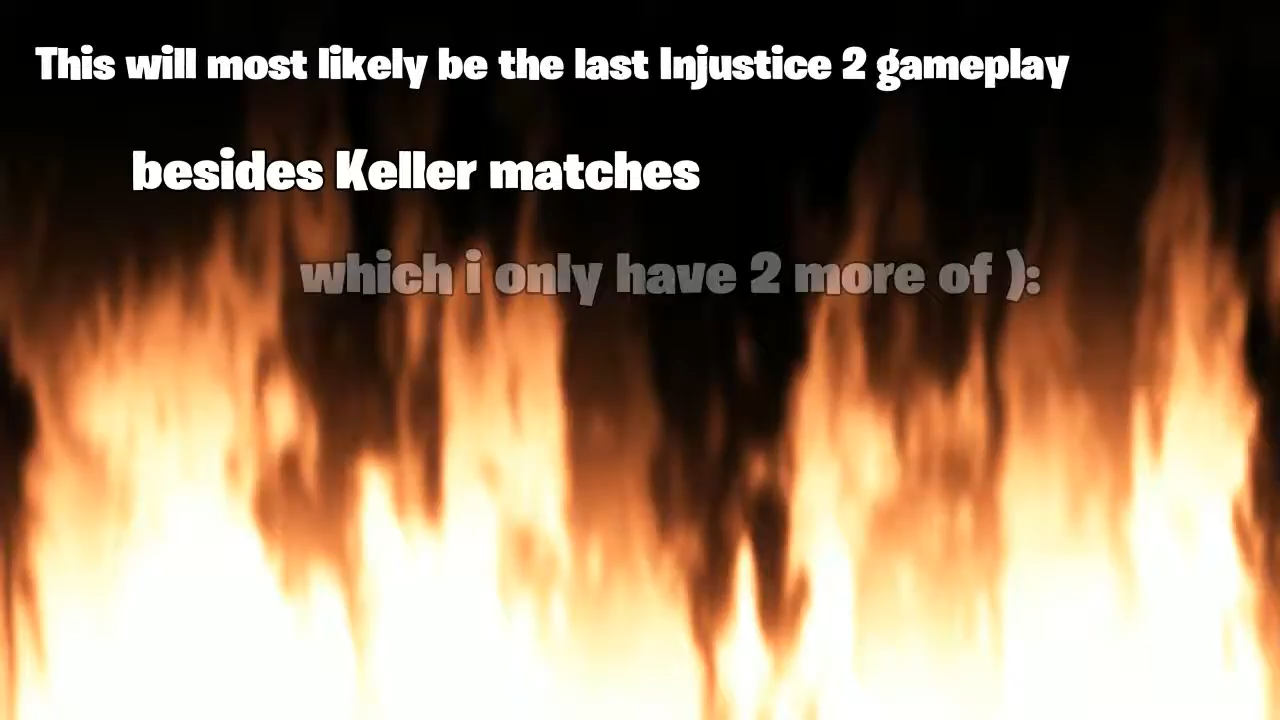 This will most likely be the last Injustice 2 gameplay
besides Keller matches
which i only have 2 more of ):